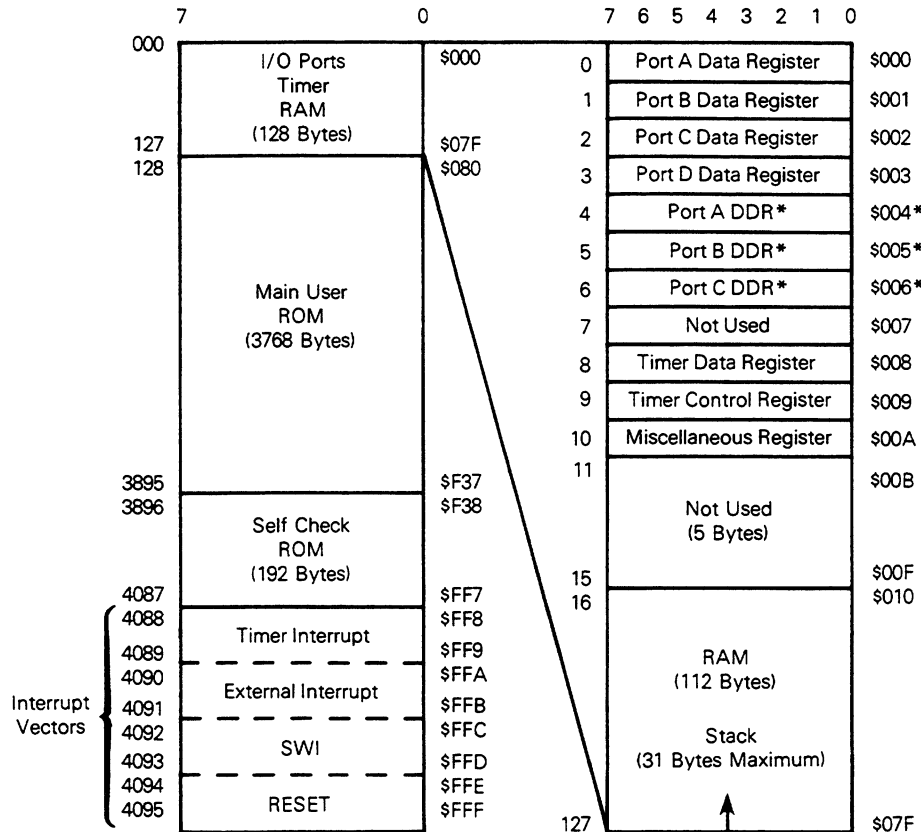 7 0
000
I/O Ports
Timer
RAM
(128 Bytes)
$000
127
$07F
128
$080
Main User
ROM
(3768 Bytes)
3895
$F37
3896
$F38
Self Check
ROM
(192 Bytes)
4087
$FF7
4088
$FF8
Timer Interrupt
4089
$FF9
4090
$FFA
External Interrupt
4091
$FFB
4092
$FFC
SWI
4093
$FFD
4094
$FFE
RESET
4095
$FFF
Interrupt
Vectors
7 6 5 4 3 2 1 0
0 Port A Data Register $000
1 Port B Data Register $001
2 Port C Data Register $002
3 Port D Data Register $003
4 Port A DDR* $004*
5 Port B DDR* $005*
6 Port C DDR* $006*
7 Not Used $007
8 Timer Data Register $008
9 Timer Control Register $009
10 Miscellaneous Register $00A
11
$00B
Not Used
(5 Bytes)
15
$00F
16
$010
RAM
(112 Bytes)
Stack
(31 Bytes Maximum)
127
$07F